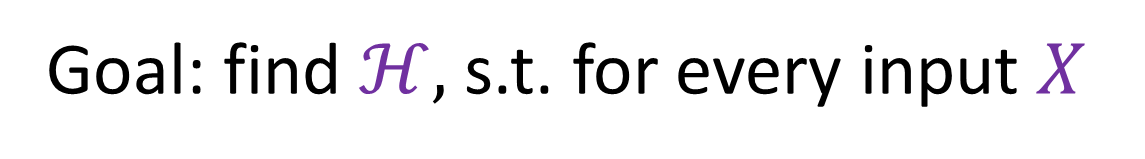 Goal: find ℋ, s.t. for every input 𝑋